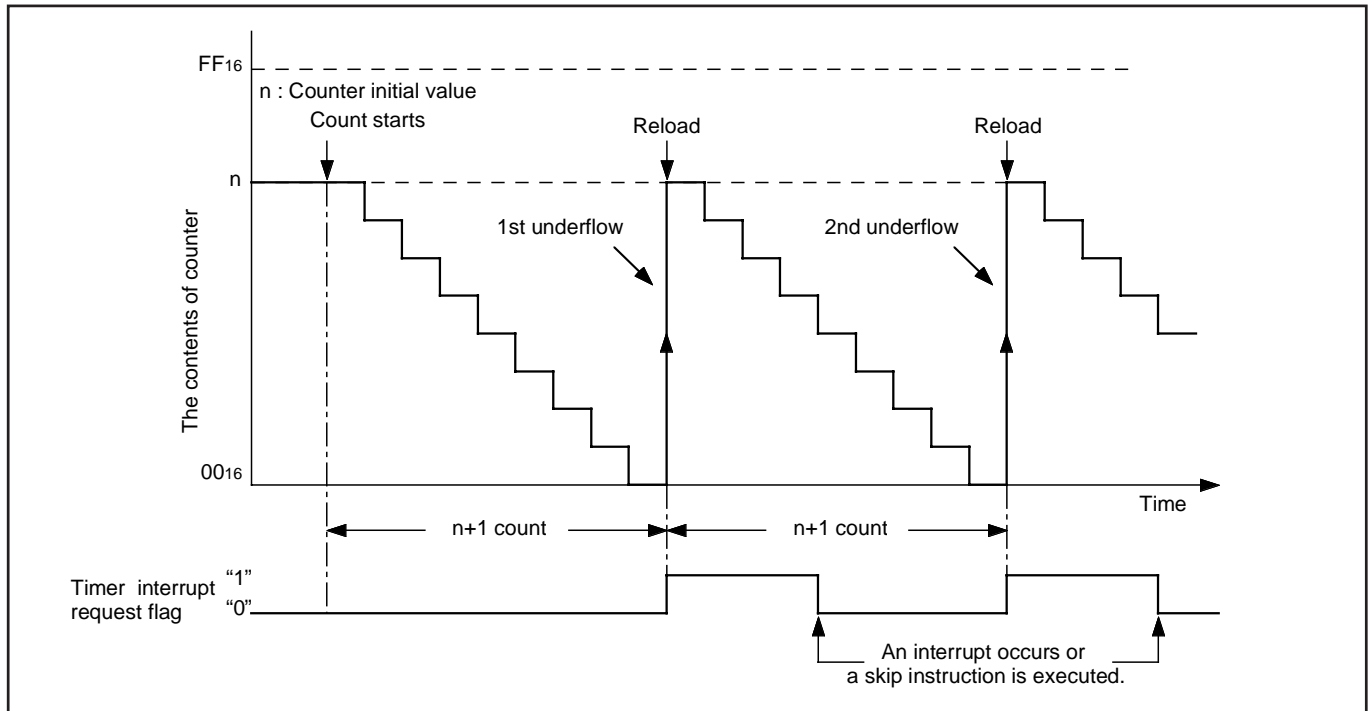 FF16
n : Counter initial value
Count starts
Reload
Reload
n
1st underflow
2nd underflow
The contents of counter
0016
Time
n+1 count
n+1 count
Timer interrupt
request flag
“1”
“0”
An interrupt occurs or
a skip instruction is executed.